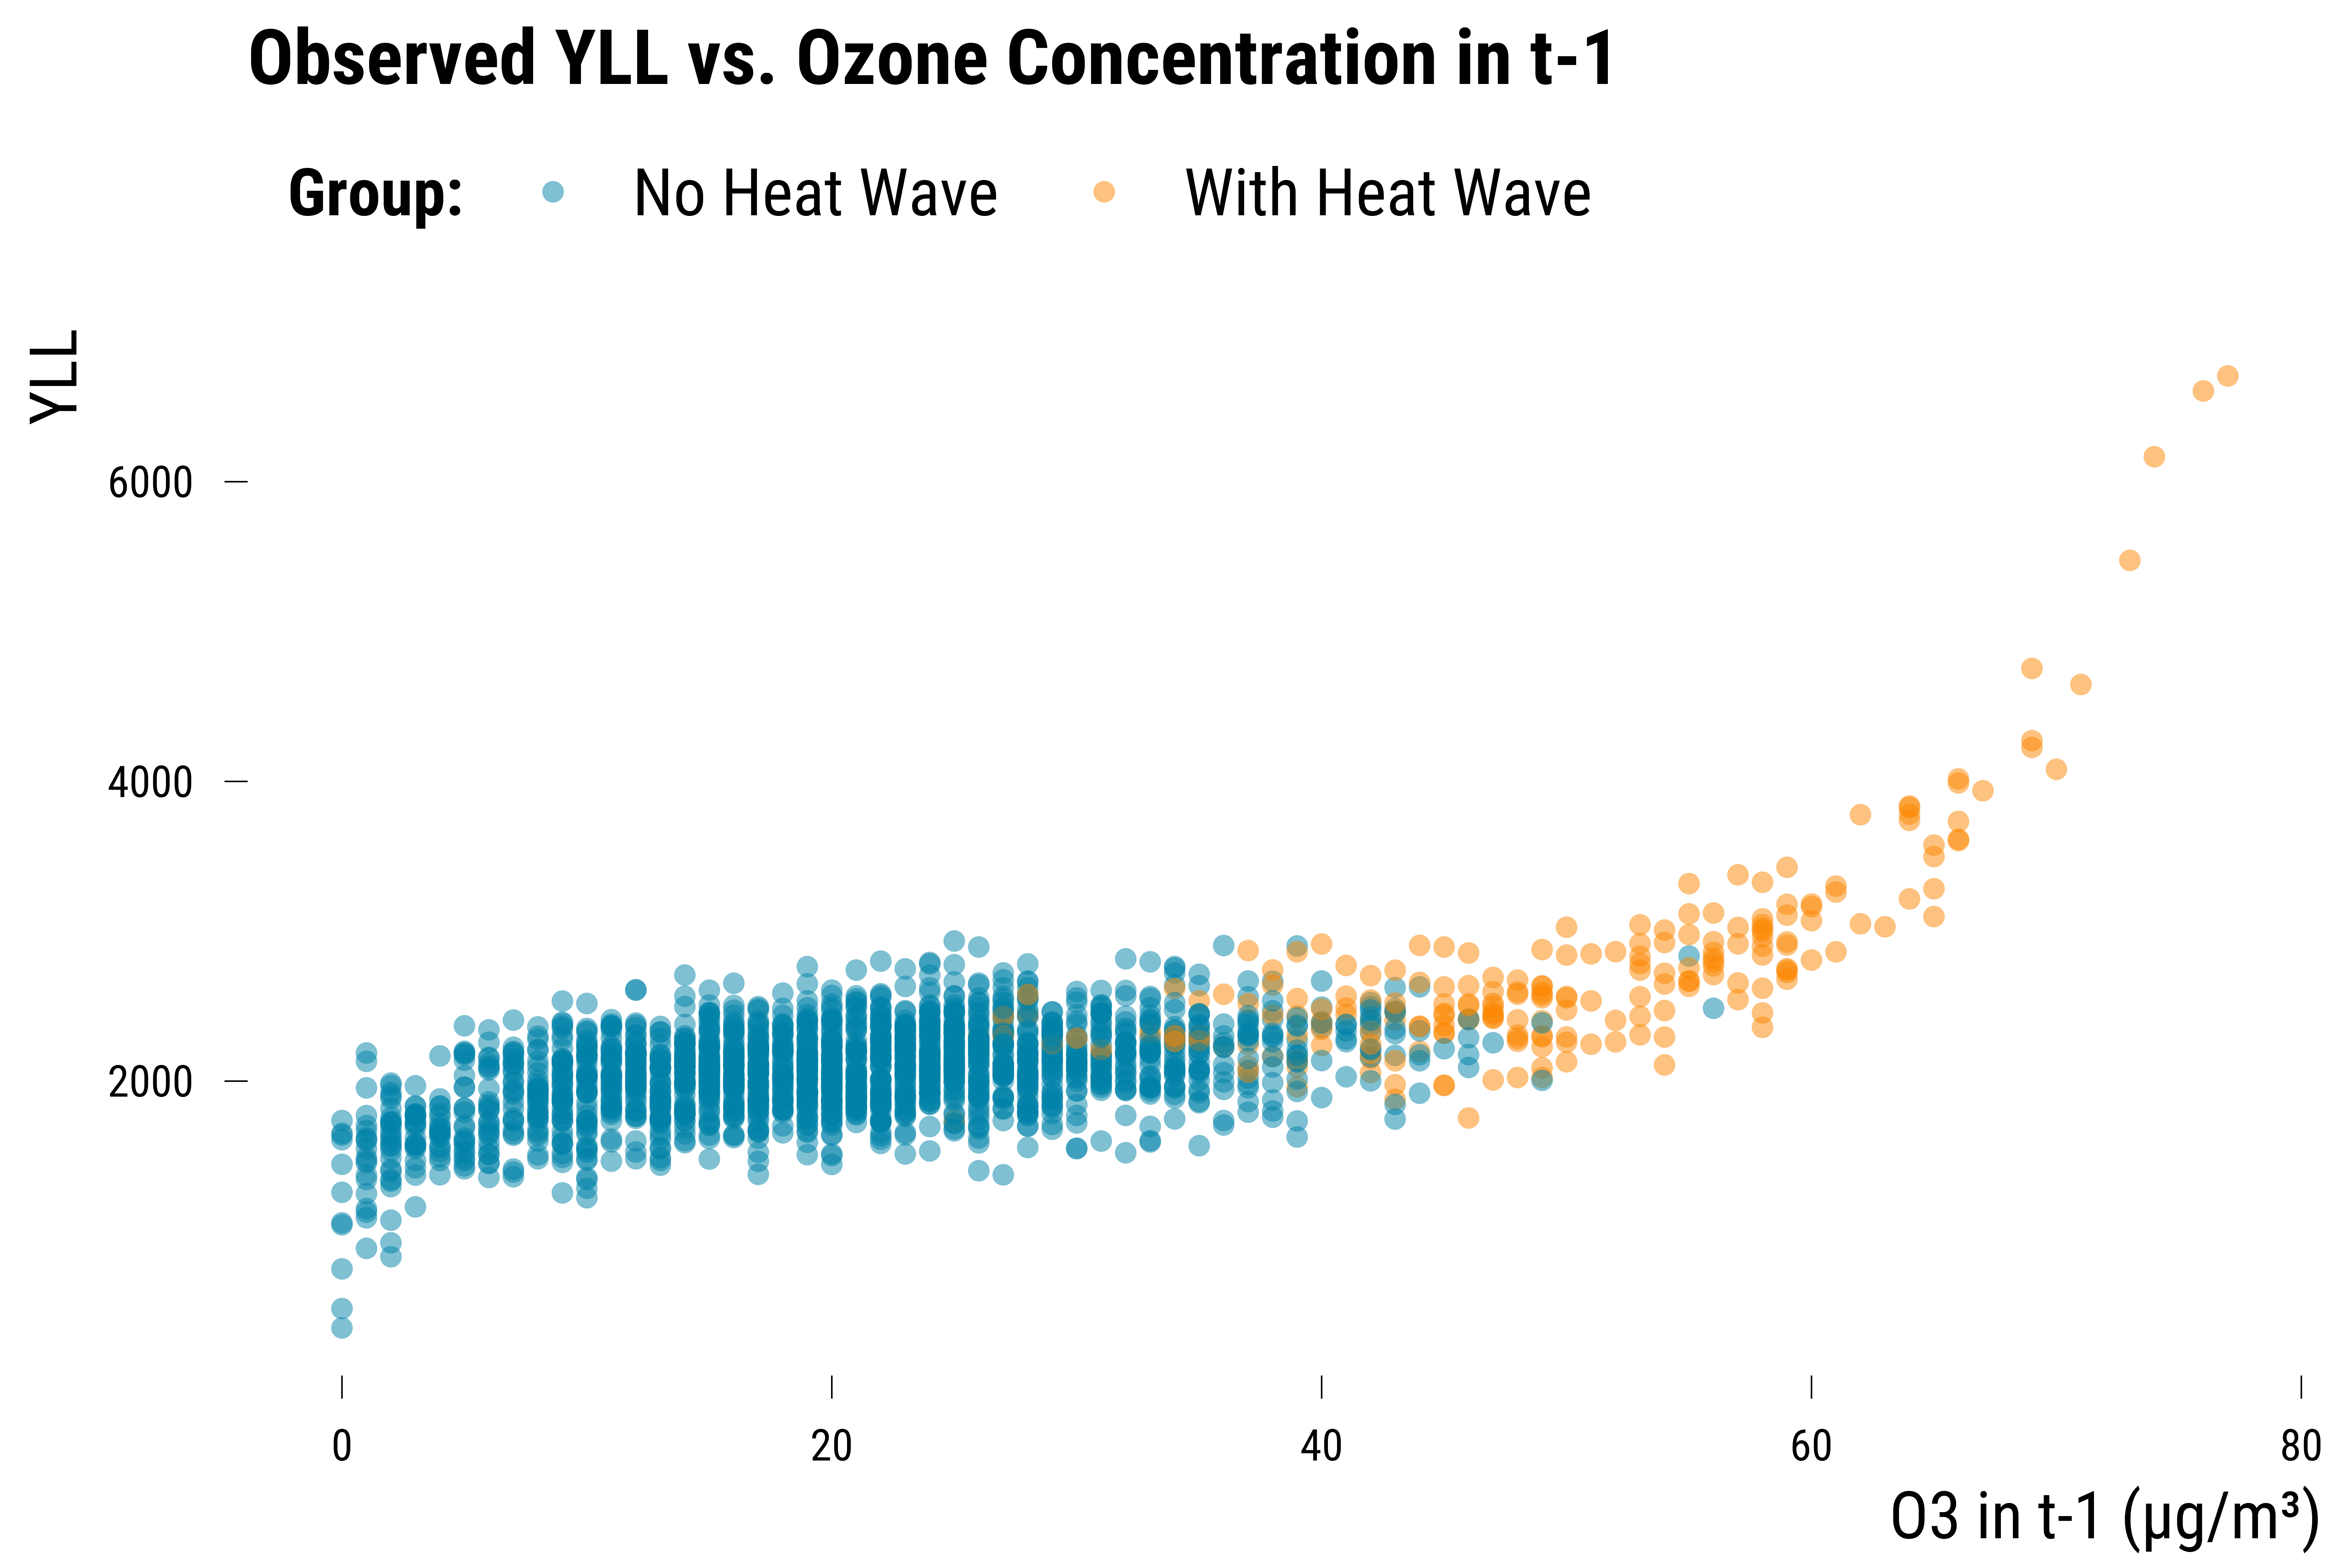 Observed YLL vs. Ozone Concentration in t-1
Group: No Heat Wave With Heat Wave
YLL
6000
4000
2000
0 20 40 60 80
O3 in t-1 (µg/m³)